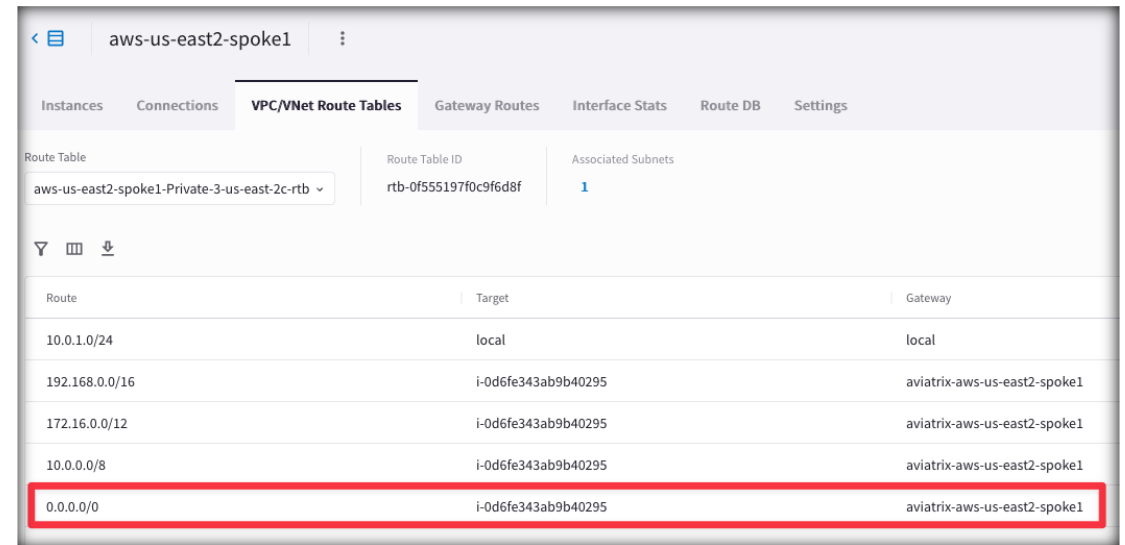 aws-us-east2-spoke1
Instances Connections VPC/VNet Route Tables Gateway Routes Interface Stats Route DB Settings
Route Table Route Table ID Associated Subnets
aws-us-east2-spoke1-Private-3-us-east-2c-rtb rtb-0f555197f0c9f6d8f 1
Route Target Gateway
10.0.1.0/24 local local
192.168.0.0/16 i-0d6fe343ab9b40295 aviatrix-aws-us-east2-spoke1
172.16.0.0/12 i-0d6fe343ab9b40295 aviatrix-aws-us-east2-spoke1
10.0.0.0/8 i-0d6fe343ab9b40295 aviatrix-aws-us-east2-spoke1
0.0.0.0/0 i-0d6fe343ab9b40295 aviatrix-aws-us-east2-spoke1